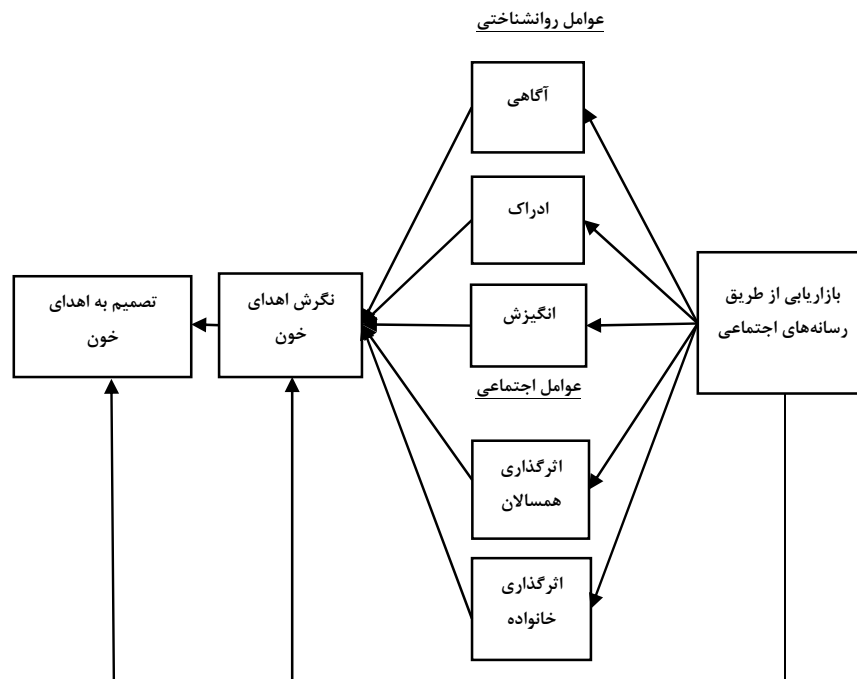 عوامل روانشناختی
آگاهی
ادراک
انگیزش
بازاریابی از طریق
رسانه‌های اجتماعی
نگرش اهدای
خون
تصمیم به اهدای
خون
عوامل اجتماعی
اثرگذاری
همسالان
اثرگذاری
خانواده